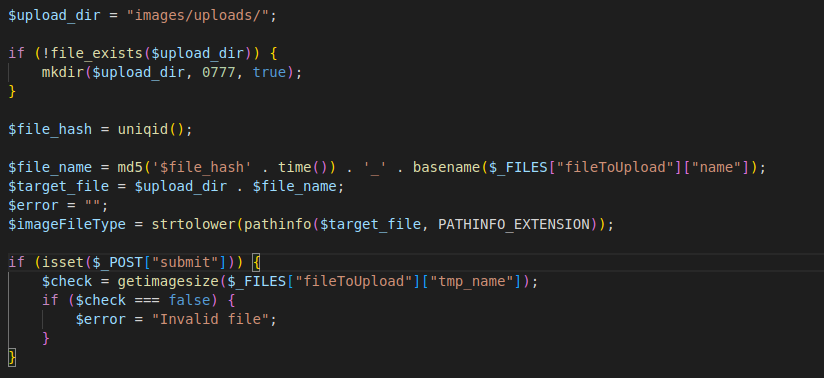 $upload_dir = "images/uploads/";
if (!file_exists($upload_dir)) {
mkdir($upload_dir, 0777, true);
}
$file_hash = uniqid();
$file_name = md5('$file_hash' . time()) . '_' . basename($_FILES["fileToUpload"]["name"]);
$target_file = $upload_dir . $file_name;
$error = "";
$imageFileType = strtolower(pathinfo($target_file, PATHINFO_EXTENSION));
if (isset($_POST["submit"])) {
$check = getimagesize($_FILES["fileToUpload"]["tmp_name"]);
if ($check === false) {
$error = "Invalid file";
}
}